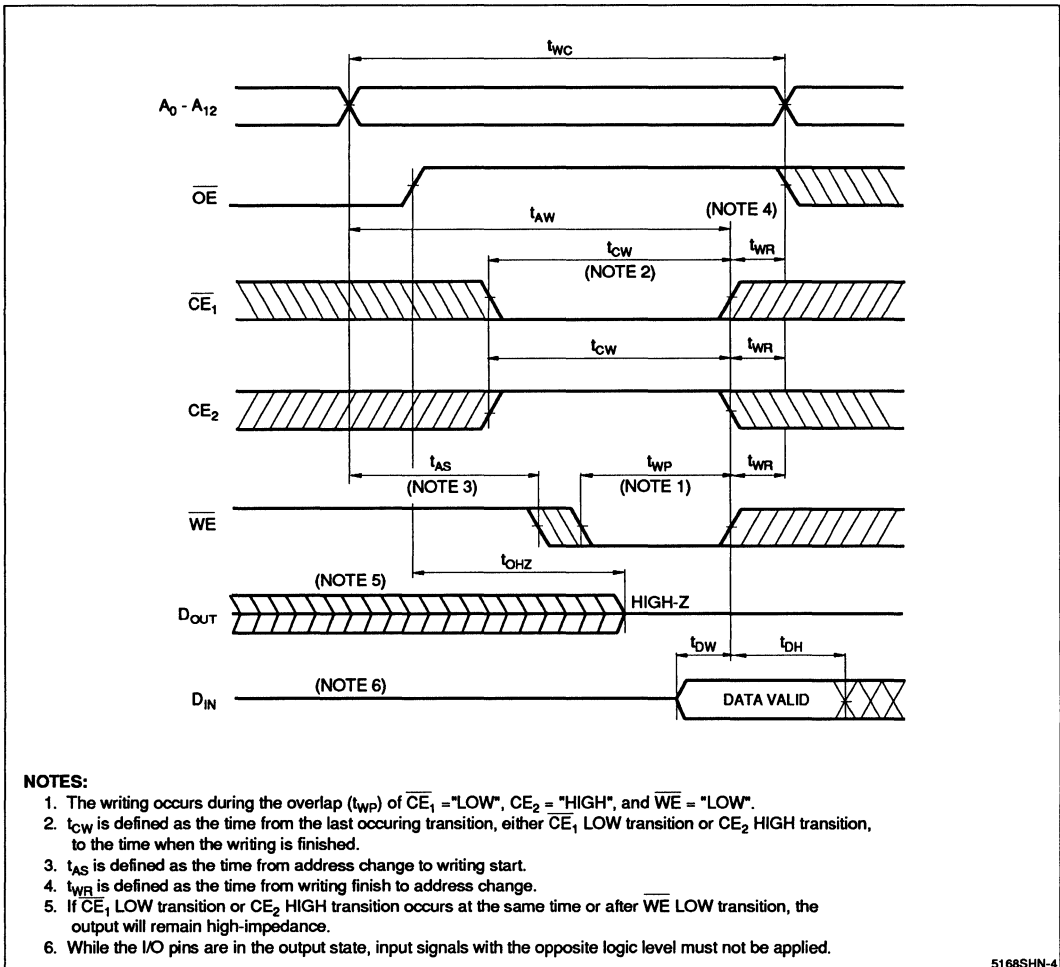 tWC
A0 - A12
OE
(NOTE 4)
tAW
tCW
tWR
(NOTE 2)
CE1
tCW
tWR
CE2
tAS
tWP
tWR
(NOTE 3)
(NOTE 1)
WE
tOHZ
(NOTE 5)
HIGH-Z
DOUT
tDW
tDH
(NOTE 6)
DIN
DATA VALID
NOTES:
1. The writing occurs during the overlap (tWP) of CE1 ="LOW", CE2 = "HIGH", and WE = "LOW".
2. tCW is defined as the time from the last occuring transition, either CE1 LOW transition or CE2 HIGH transition,
to the time when the writing is finished.
3. tAS is defined as the time from address change to writing start.
4. tWR is defined as the time from writing finish to address change.
5. If CE1 LOW transition or CE2 HIGH transition occurs at the same time or after WE LOW transition, the
output will remain high-impedance.
6. While the I/O pins are in the output state, input signals with the opposite logic level must not be applied.
5168SHN-4